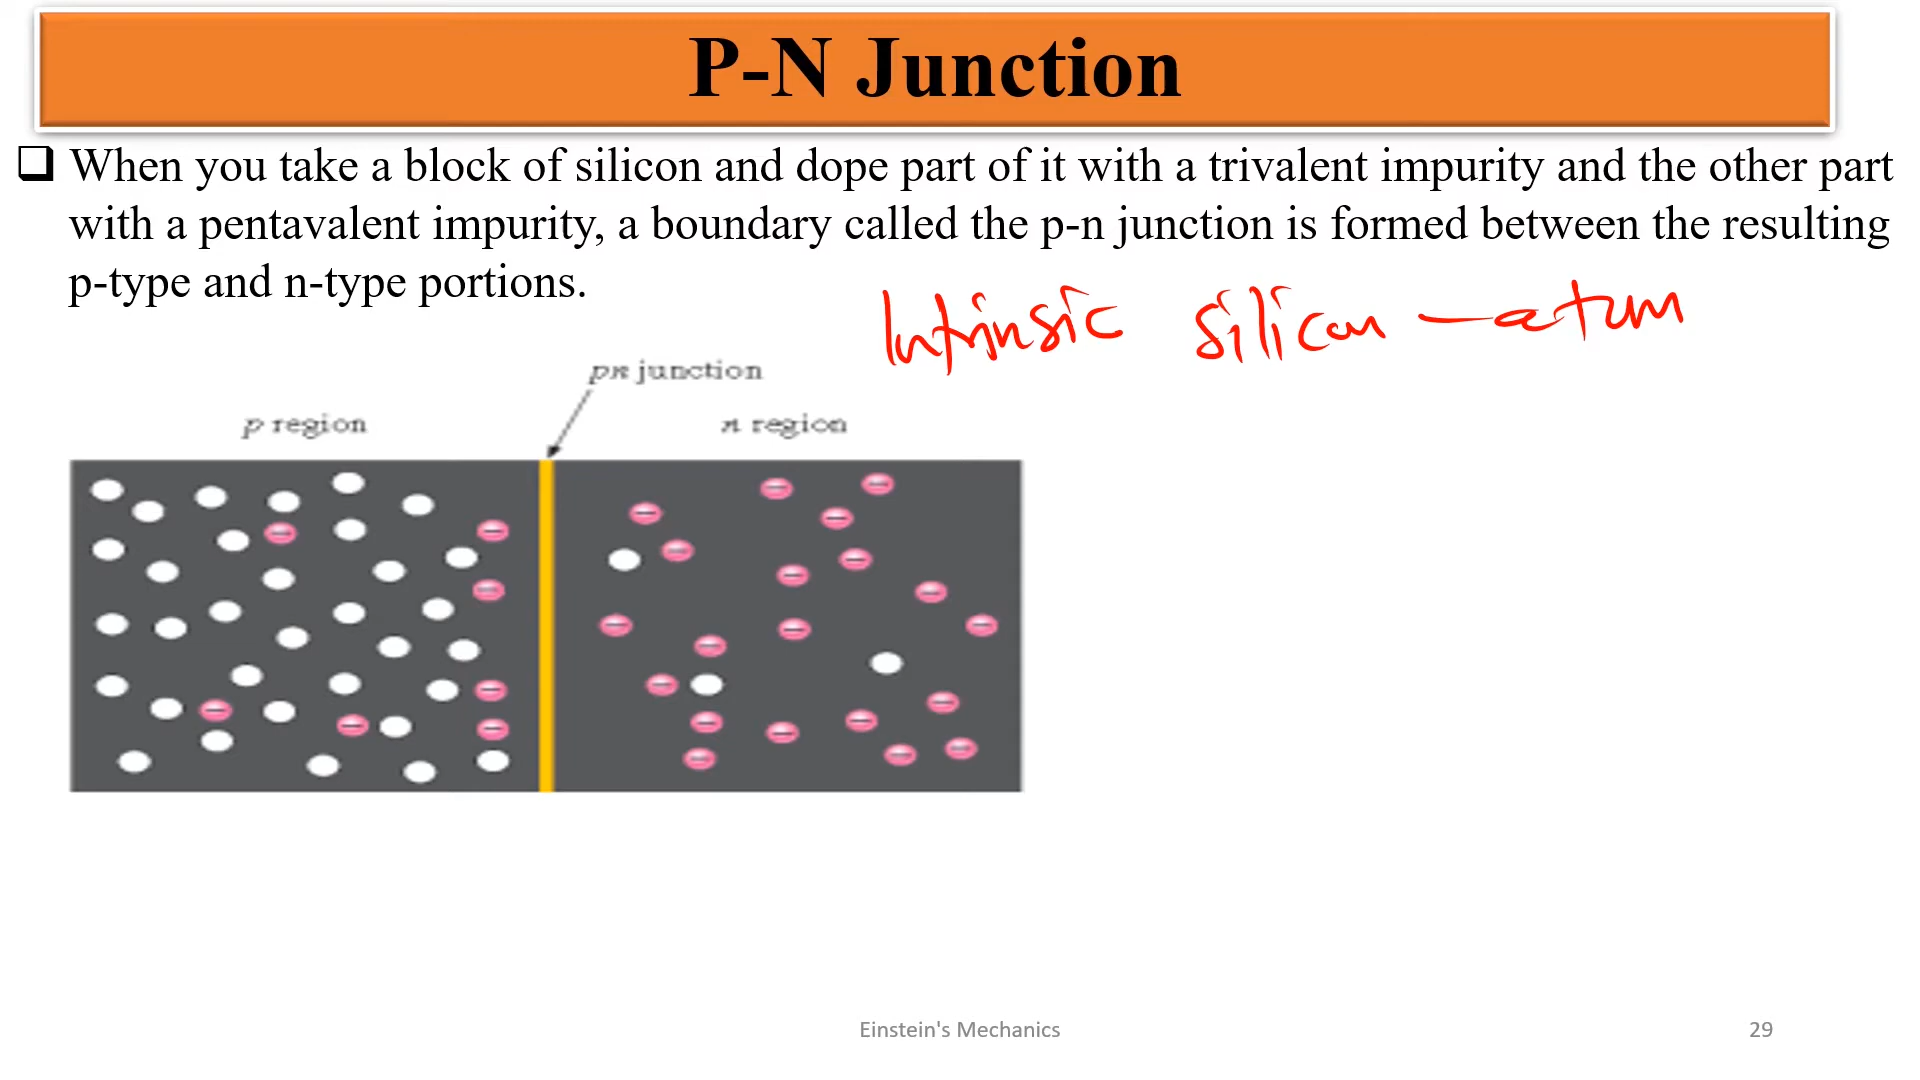 P-N Junction
When you take a block of silicon and dope part of it with a trivalent impurity and the other part
with a pentavalent impurity, a boundary called the p-n junction is formed between the resulting
p-type and n-type portions.
Intrinsic silicon — atum
pn junction
p region
n region
Einstein's Mechanics
29